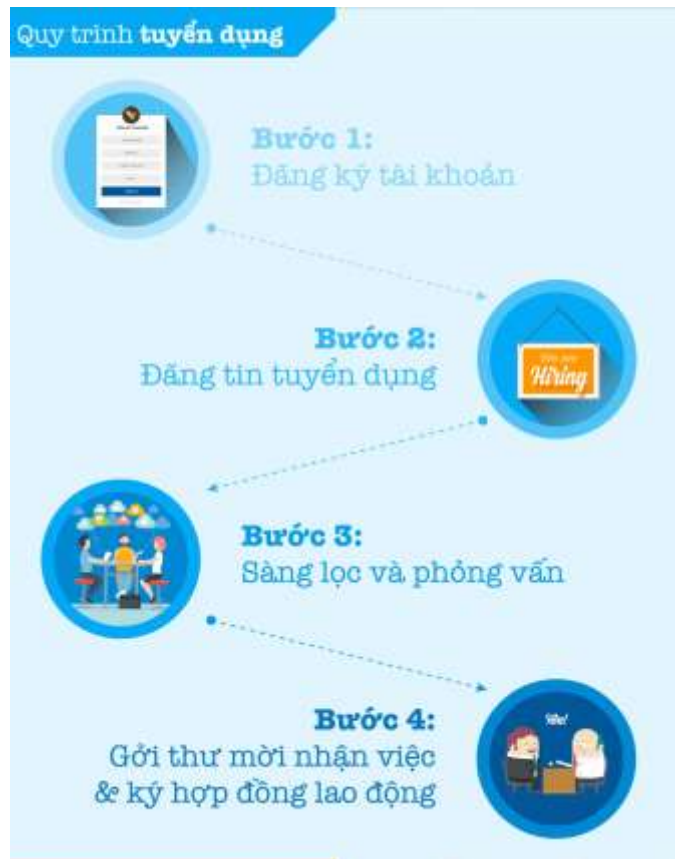 Quy trình tuyển dụng
Bước 1:
Đăng ký tài khoản
Bước 2:
Đăng tin tuyển dụng
Hiring
Bước 3:
Sàng lọc và phỏng vấn
Bước 4:
Gởi thư mời nhận việc
& ký hợp đồng lao động